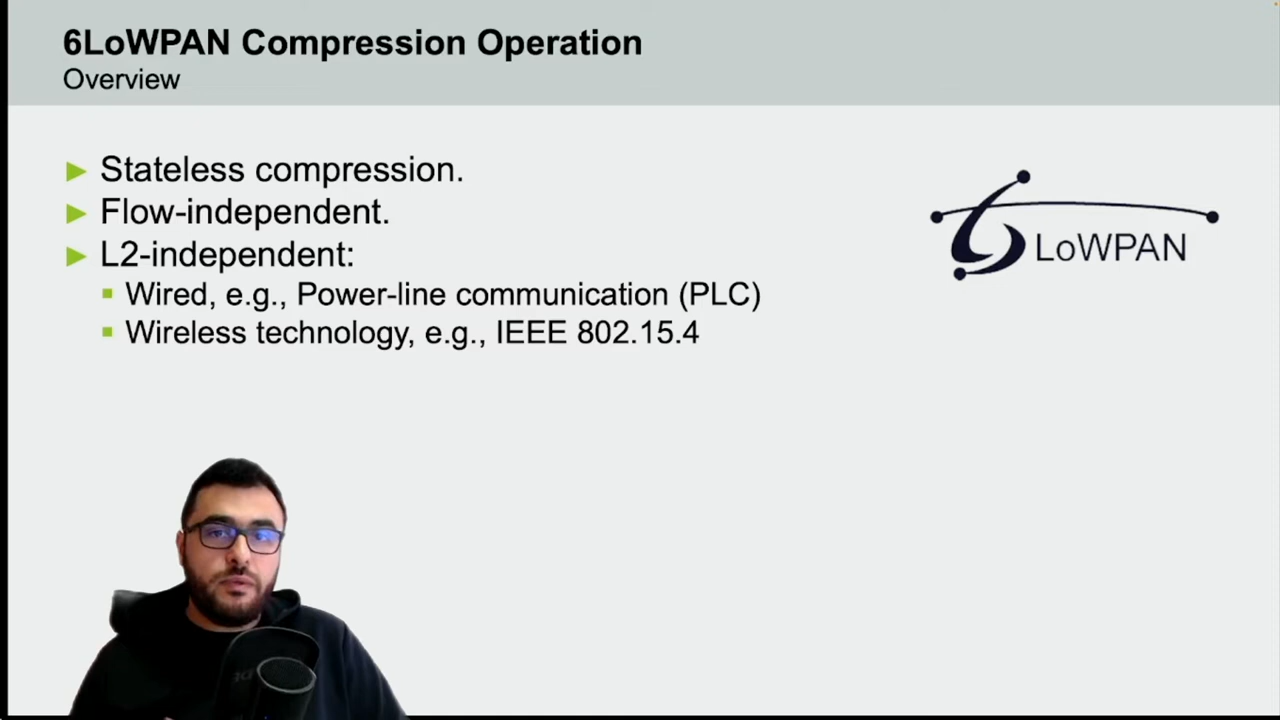 6LoWPAN Compression Operation
Overview
► Stateless compression.
► Flow-independent.
► L2-independent:
▪ Wired, e.g., Power-line communication (PLC)
▪ Wireless technology, e.g., IEEE 802.15.4
6LoWPAN